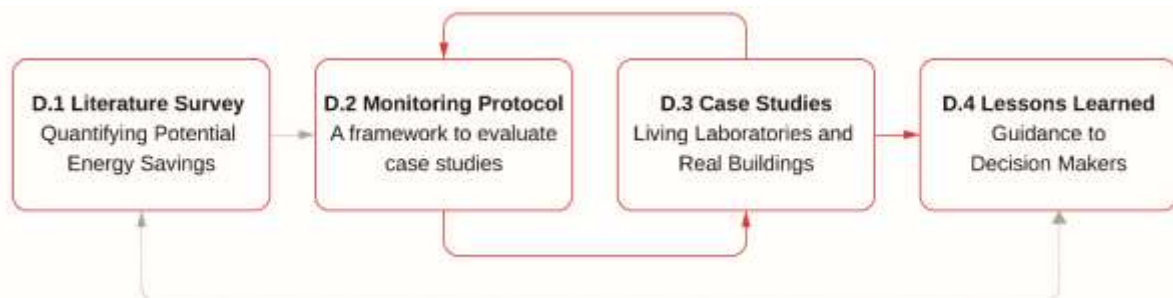 D.1 Literature Survey
Quantifying Potential
Energy Savings
D.2 Monitoring Protocol
A framework to evaluate
case studies
D.3 Case Studies
Living Laboratories and
Real Buildings
D.4 Lessons Learned
Guidance to
Decision Makers